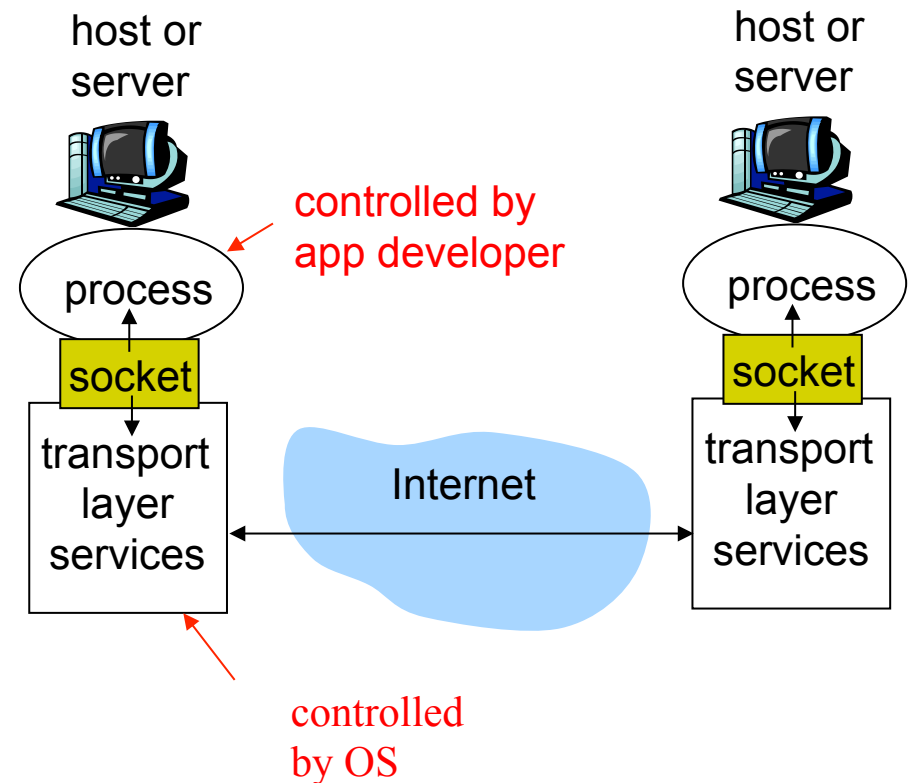 host or
server
host or
server
controlled by
app developer
process
process
socket
socket
transport
layer
services
Internet
transport
layer
services
controlled
by OS